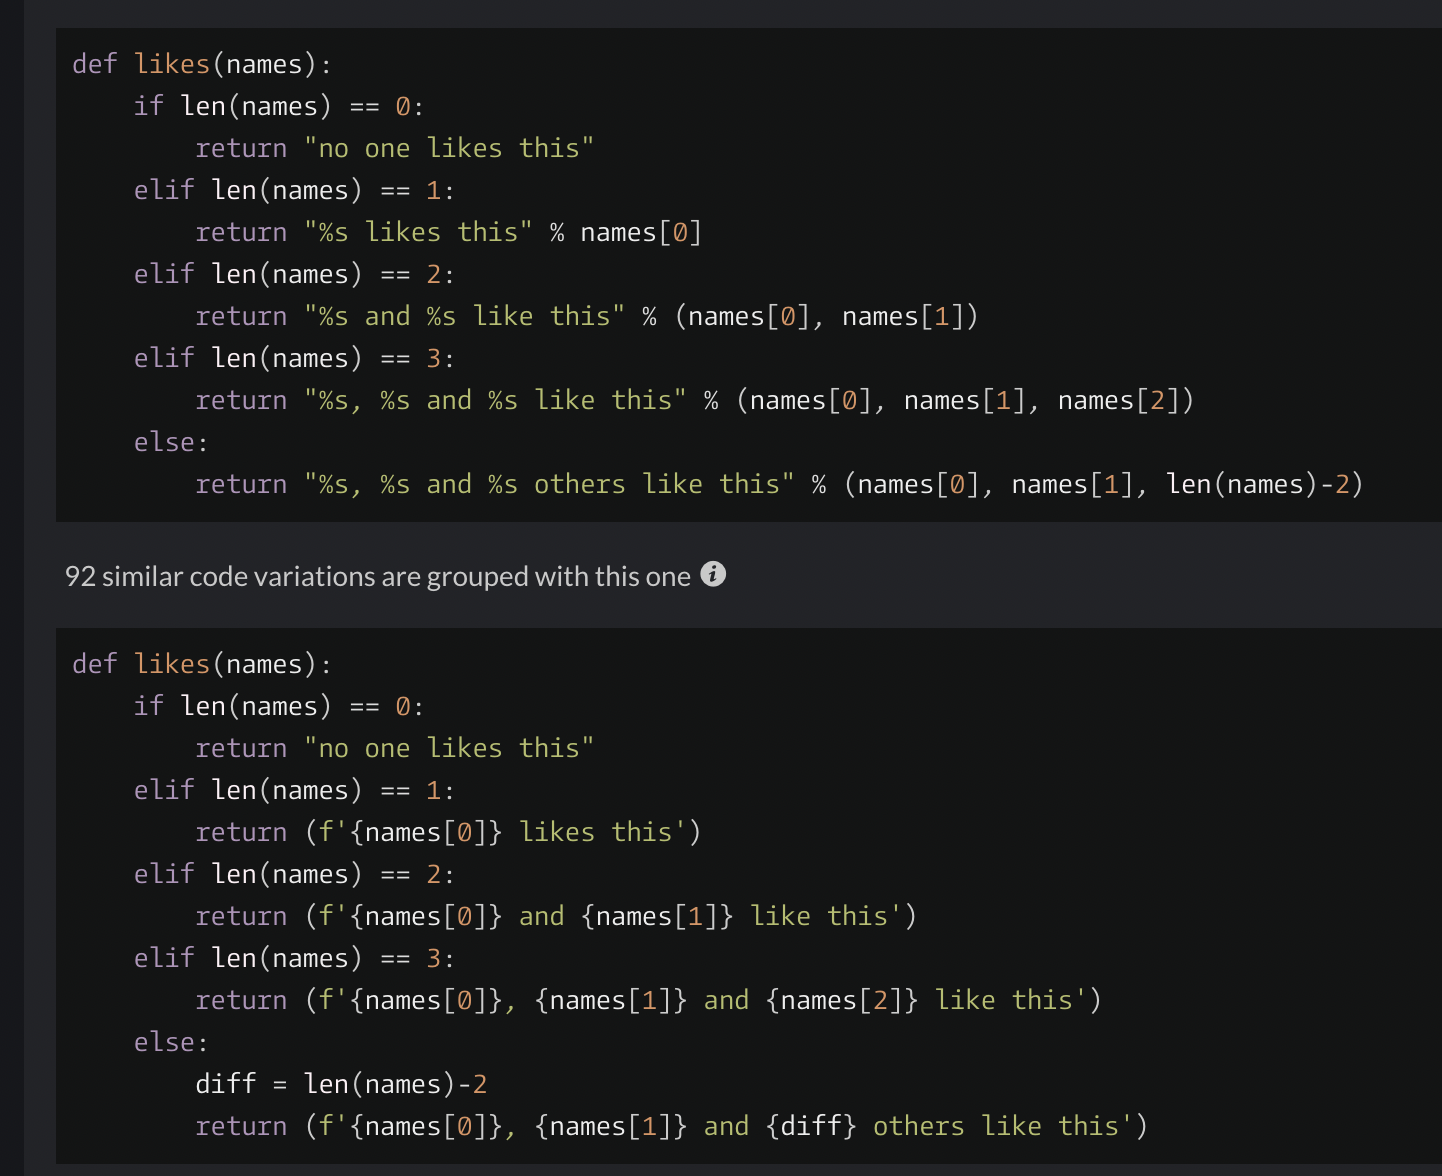 def likes(names):
    if len(names) == 0:
        return "no one likes this"
    elif len(names) == 1:
        return "%s likes this" % names[0]
    elif len(names) == 2:
        return "%s and %s like this" % (names[0], names[1])
    elif len(names) == 3:
        return "%s, %s and %s like this" % (names[0], names[1], names[2])
    else:
        return "%s, %s and %s others like this" % (names[0], names[1], len(names)-2)
92 similar code variations are grouped with this one
def likes(names):
    if len(names) == 0:
        return "no one likes this"
    elif len(names) == 1:
        return (f'{names[0]} likes this')
    elif len(names) == 2:
        return (f'{names[0]} and {names[1]} like this')
    elif len(names) == 3:
        return (f'{names[0]}, {names[1]} and {names[2]} like this')
    else:
        diff = len(names)-2
        return (f'{names[0]}, {names[1]} and {diff} others like this')